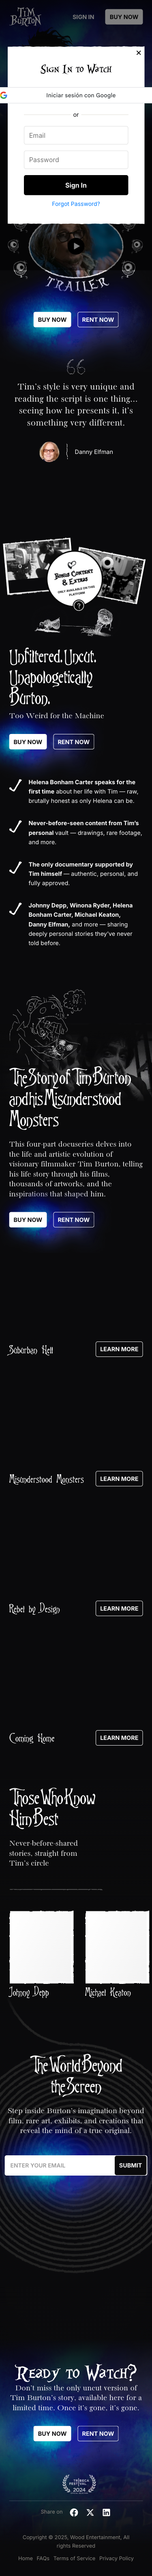 TIM
BURTON
SIGN IN
BUY NOW
×
Sign In to Watch
Iniciar sesión con Google
or
Email
Password
Sign In
Forgot Password?
TRAILER
BUY NOW
RENT NOW
Tim's style is very unique and
reading the script is one thing...
seeing how he presents it, it's
something very different.
Danny Elfman
Bonus Content
& Extras
ONLY AVAILABLE ON THIS
PLATFORM
?
Unfiltered. Uncut.
Unapologetically
Burton.
Too Weird for the Machine
BUY NOW
RENT NOW
Helena Bonham Carter speaks for the
first time about her life with Tim — raw,
brutally honest as only Helena can be.
Never-before-seen content from Tim's
personal vault — drawings, rare footage,
and more.
The only documentary supported by
Tim himself — authentic, personal, and
fully approved.
Johnny Depp, Winona Ryder, Helena
Bonham Carter, Michael Keaton,
Danny Elfman, and more — sharing
deeply personal stories they've never
told before.
The Story of Tim Burton
and his Misunderstood
Monsters
This four-part docuseries delves into
the life and artistic evolution of
visionary filmmaker Tim Burton, telling
his life story through his films,
thousands of artworks, and the
inspirations that shaped him.
BUY NOW
RENT NOW
Suburban Hell
LEARN MORE
Misunderstood Monsters
LEARN MORE
Rebel by Design
LEARN MORE
Coming Home
LEARN MORE
Those Who Know
Him Best
Never-before-shared
stories, straight from
Tim's circle
Johnny Depp
Michael Keaton
The World Beyond
the Screen
Step inside Burton's imagination beyond
film, rare art, exhibits, and creations that
reveal the mind of a true original.
ENTER YOUR EMAIL
SUBMIT
Ready to Watch?
Don't miss the only uncut version of
Tim Burton's story, available here for a
limited time. Once it's gone, it's gone.
BUY NOW
RENT NOW
TRIBECA
FESTIVAL
2024
Share on
Copyright © 2025, Wood Entertainment, All
rights Reserved
Home FAQs Terms of Service Privacy Policy